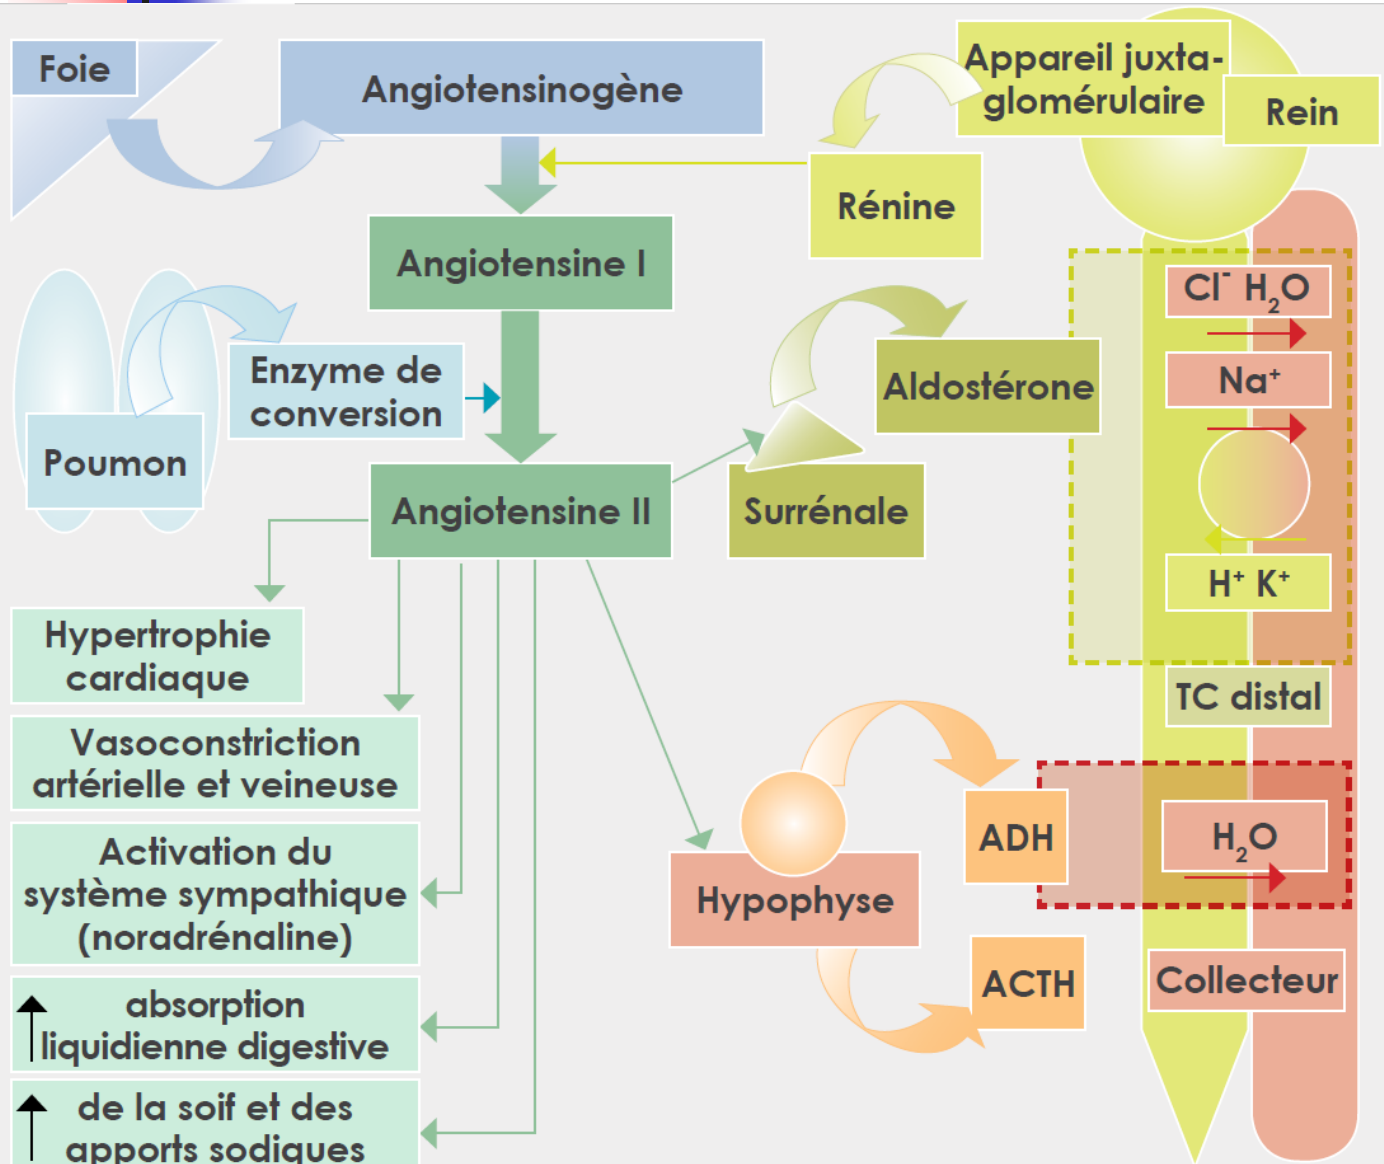 Foie
Angiotensinogène
Appareil juxta-
glomérulaire
Rein
Rénine
Angiotensine I
Cl⁻ H₂O
Na⁺
Enzyme de
conversion
Aldostérone
Poumon
Angiotensine II
Surrénale
H⁺ K⁺
Hypertrophie
cardiaque
TC distal
Vasoconstriction
artérielle et veineuse
Activation du
système sympathique
(noradrénaline)
ADH
H₂O
Hypophyse
ACTH
Collecteur
absorption
liquidienne digestive
de la soif et des
apports sodiques